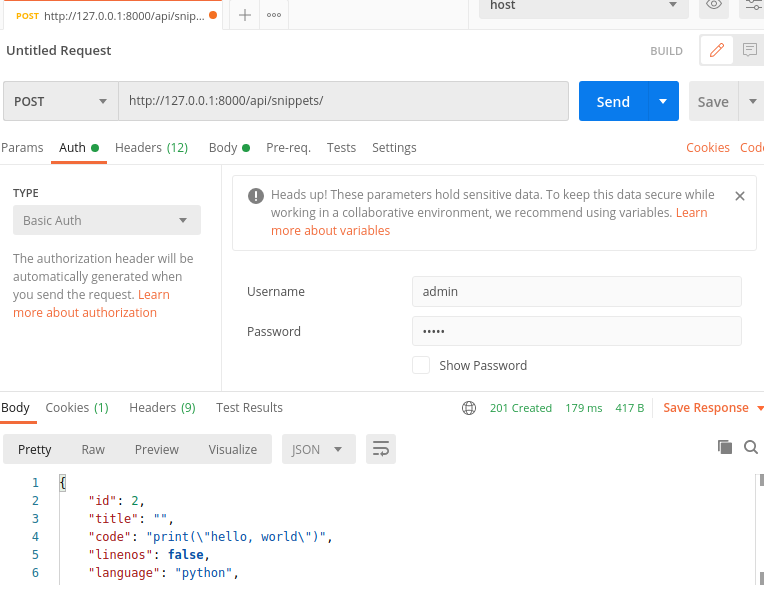 POST http://127.0.0.1:8000/api/snip...
host
Untitled Request
BUILD
POST
http://127.0.0.1:8000/api/snippets/
Send
Save
Params Auth Headers (12) Body Pre-req. Tests Settings Cookies Code
TYPE
Basic Auth
The authorization header will be
automatically generated when
you send the request. Learn
more about authorization
Heads up! These parameters hold sensitive data. To keep this data secure while
working in a collaborative environment, we recommend using variables. Learn
more about variables
Username
admin
Password
•••••
Show Password
Body Cookies (1) Headers (9) Test Results 201 Created 179 ms 417 B Save Response
Pretty Raw Preview Visualize JSON
1 {
2 "id": 2,
3 "title": "",
4 "code": "print(\"hello, world\")",
5 "linenos": false,
6 "language": "python",